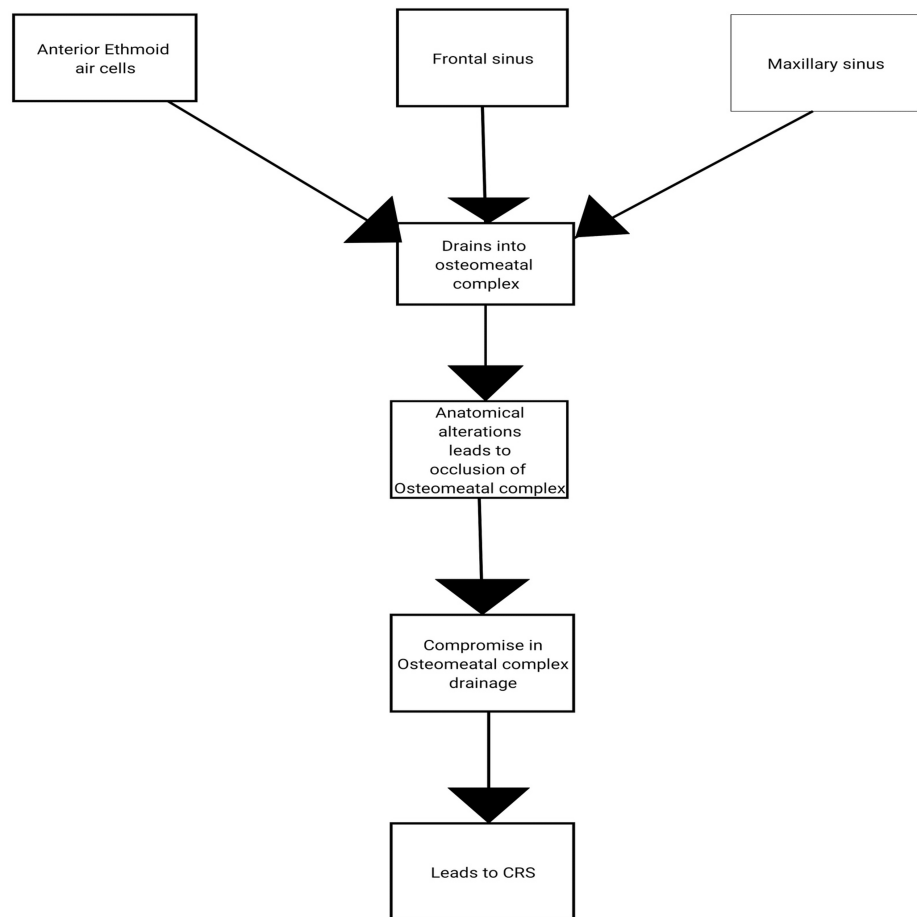 Anterior Ethmoid
air cells
Frontal sinus
Maxillary sinus
Drains into
osteomeatal
complex
Anatomical
alterations
leads to
occlusion of
Osteomeatal complex
Compromise in
Osteomeatal complex
drainage
Leads to CRS